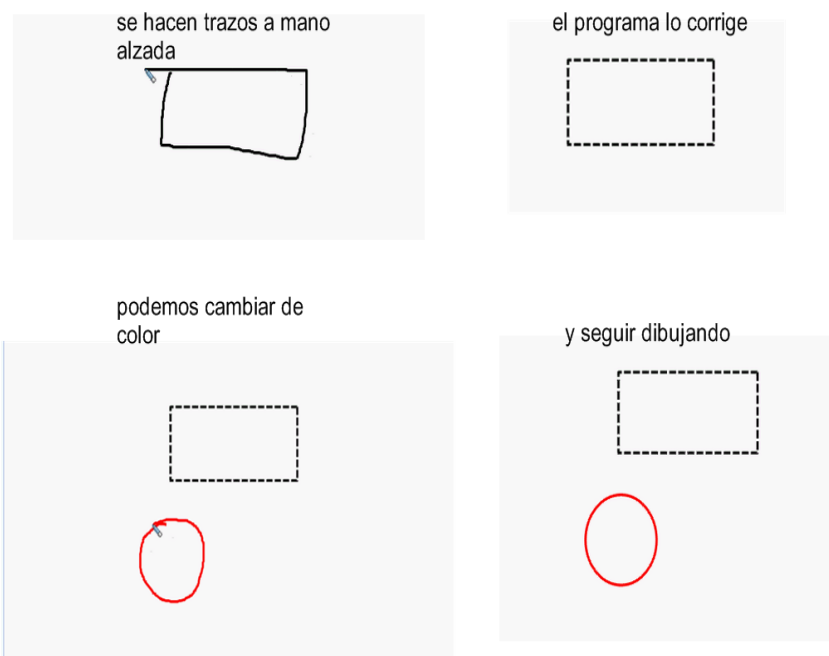 se hacen trazos a mano
alzada
el programa lo corrige
podemos cambiar de
color
y seguir dibujando